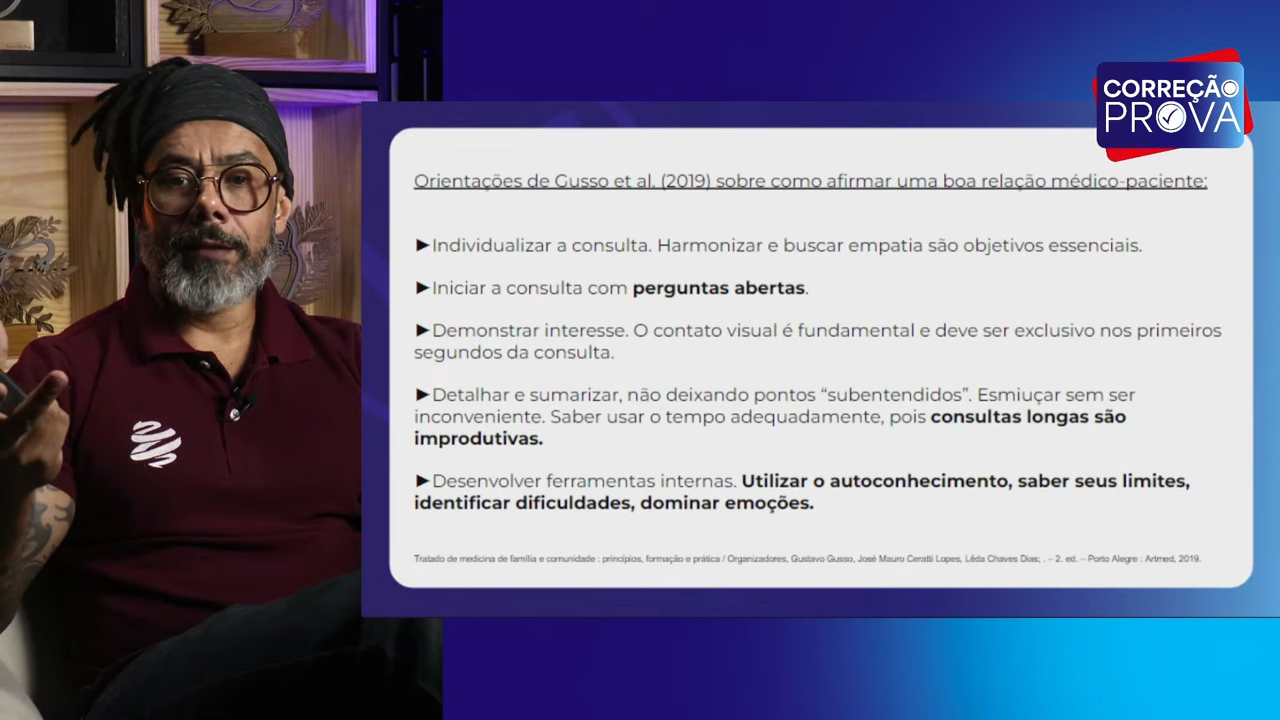 CORREÇÃO
PROVA
Orientações de Gusso et al. (2019) sobre como afirmar uma boa relação médico-paciente:
►Individualizar a consulta. Harmonizar e buscar empatia são objetivos essenciais.
►Iniciar a consulta com perguntas abertas.
►Demonstrar interesse. O contato visual é fundamental e deve ser exclusivo nos primeiros
segundos da consulta.
►Detalhar e sumarizar, não deixando pontos “subentendidos”. Esmiuçar sem ser
inconveniente. Saber usar o tempo adequadamente, pois consultas longas são
improdutivas.
►Desenvolver ferramentas internas. Utilizar o autoconhecimento, saber seus limites,
identificar dificuldades, dominar emoções.
Tratado de medicina de família e comunidade : princípios, formação e prática / Organizadores, Gustavo Gusso, José Mauro Ceratti Lopes, Lêda Chaves Dias; . – 2. ed. – Porto Alegre : Artmed, 2019.